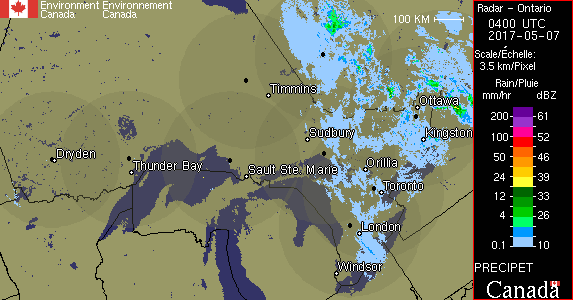 Environment Environnement
Canada Canada
100 KM
Timmins
Ottawa
Sudbury
Kingston
Dryden
Thunder Bay
Sault Ste. Marie
Orillia
Toronto
London
Windsor
Radar - Ontario
0400 UTC
2017-05-07
Scale/Échelle:
3.5 km/Pixel
Rain/Pluie
mm/hr dBZ
200 61
100 52
50 46
24 39
12 33
4 26
0.1 10
PRECIPET
Canada